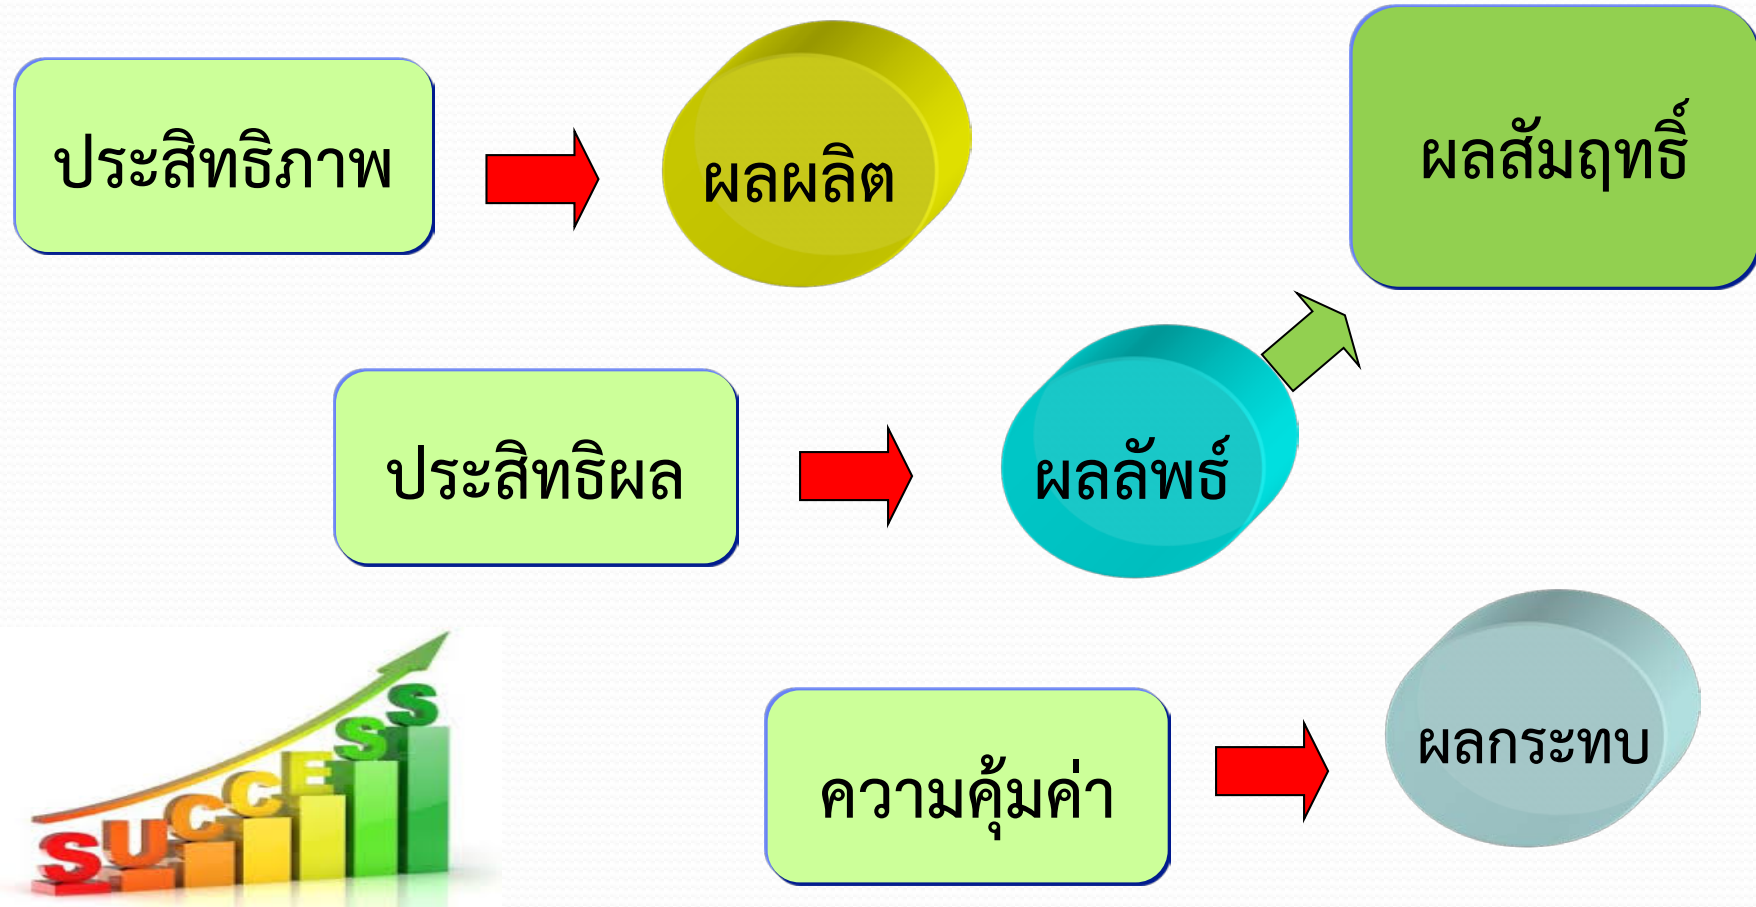 ประสิทธิภาพ
ผลผลิต
ผลสัมฤทธิ์
ประสิทธิผล
ผลลัพธ์
ความคุ้มค่า
ผลกระทบ
SUCCESS